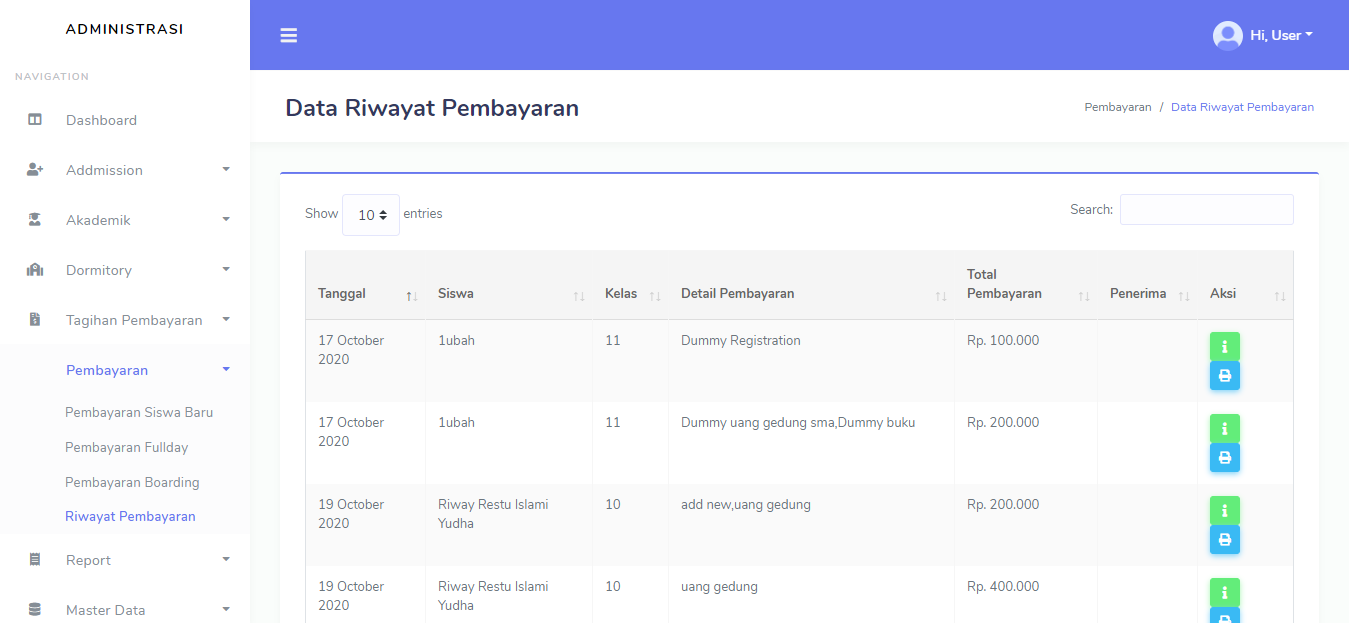 ADMINISTRASI
Hi, User
NAVIGATION
Dashboard
Addmission
Akademik
Dormitory
Tagihan Pembayaran
Pembayaran
Pembayaran Siswa Baru
Pembayaran Fullday
Pembayaran Boarding
Riwayat Pembayaran
Report
Master Data
Data Riwayat Pembayaran
Pembayaran / Data Riwayat Pembayaran
Show 10 entries
Search:
Tanggal Siswa Kelas Detail Pembayaran Total Pembayaran Penerima Aksi
17 October 2020 1ubah 11 Dummy Registration Rp. 100.000
17 October 2020 1ubah 11 Dummy uang gedung sma,Dummy buku Rp. 200.000
19 October 2020 Riway Restu Islami Yudha 10 add new,uang gedung Rp. 200.000
19 October 2020 Riway Restu Islami Yudha 10 uang gedung Rp. 400.000